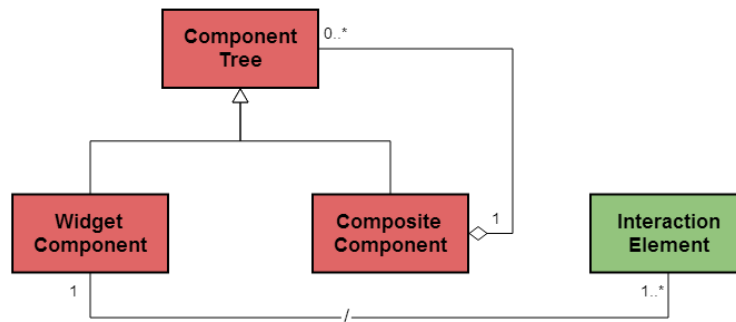 Component
Tree
0..*
Widget
Component
Composite
Component
1
Interaction
Element
1
1..*
/